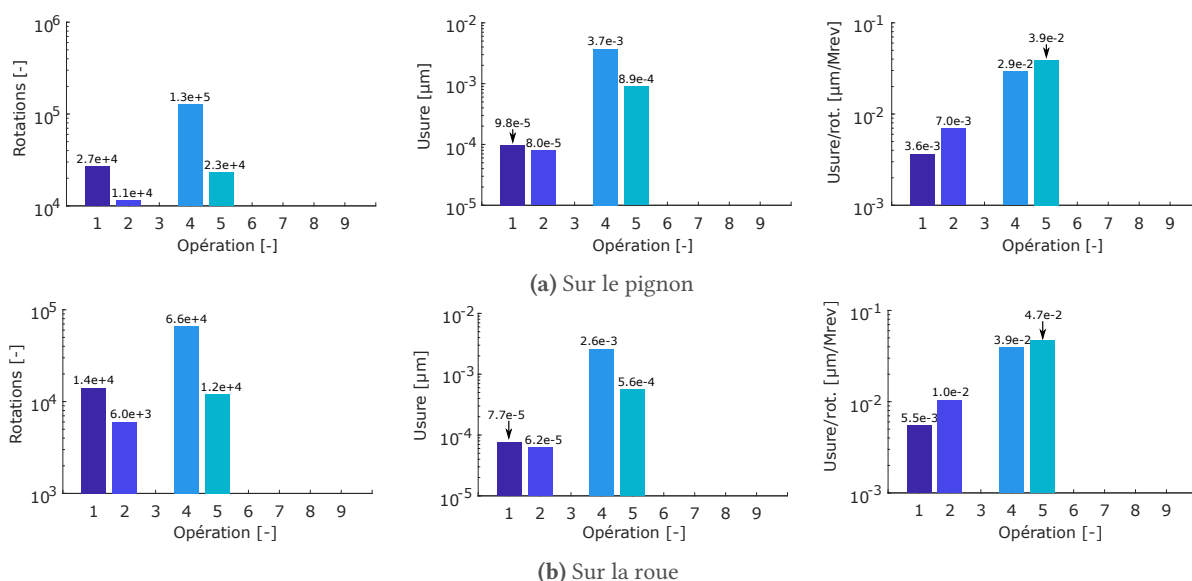 Rotations [-]
10^6
10^5
10^4
2.7e+4
1.1e+4
1.3e+5
2.3e+4
1 2 3 4 5 6 7 8 9
Opération [-]
Usure [µm]
10^-2
10^-3
10^-4
10^-5
9.8e-5
8.0e-5
3.7e-3
8.9e-4
1 2 3 4 5 6 7 8 9
Opération [-]
Usure/rot. [µm/Mrev]
10^-1
10^-2
10^-3
3.6e-3
7.0e-3
2.9e-2
3.9e-2
1 2 3 4 5 6 7 8 9
Opération [-]
(a) Sur le pignon
Rotations [-]
10^5
10^4
10^3
1.4e+4
6.0e+3
6.6e+4
1.2e+4
1 2 3 4 5 6 7 8 9
Opération [-]
Usure [µm]
10^-2
10^-3
10^-4
10^-5
7.7e-5
6.2e-5
2.6e-3
5.6e-4
1 2 3 4 5 6 7 8 9
Opération [-]
Usure/rot. [µm/Mrev]
10^-1
10^-2
10^-3
5.5e-3
1.0e-2
3.9e-2
4.7e-2
1 2 3 4 5 6 7 8 9
Opération [-]
(b) Sur la roue